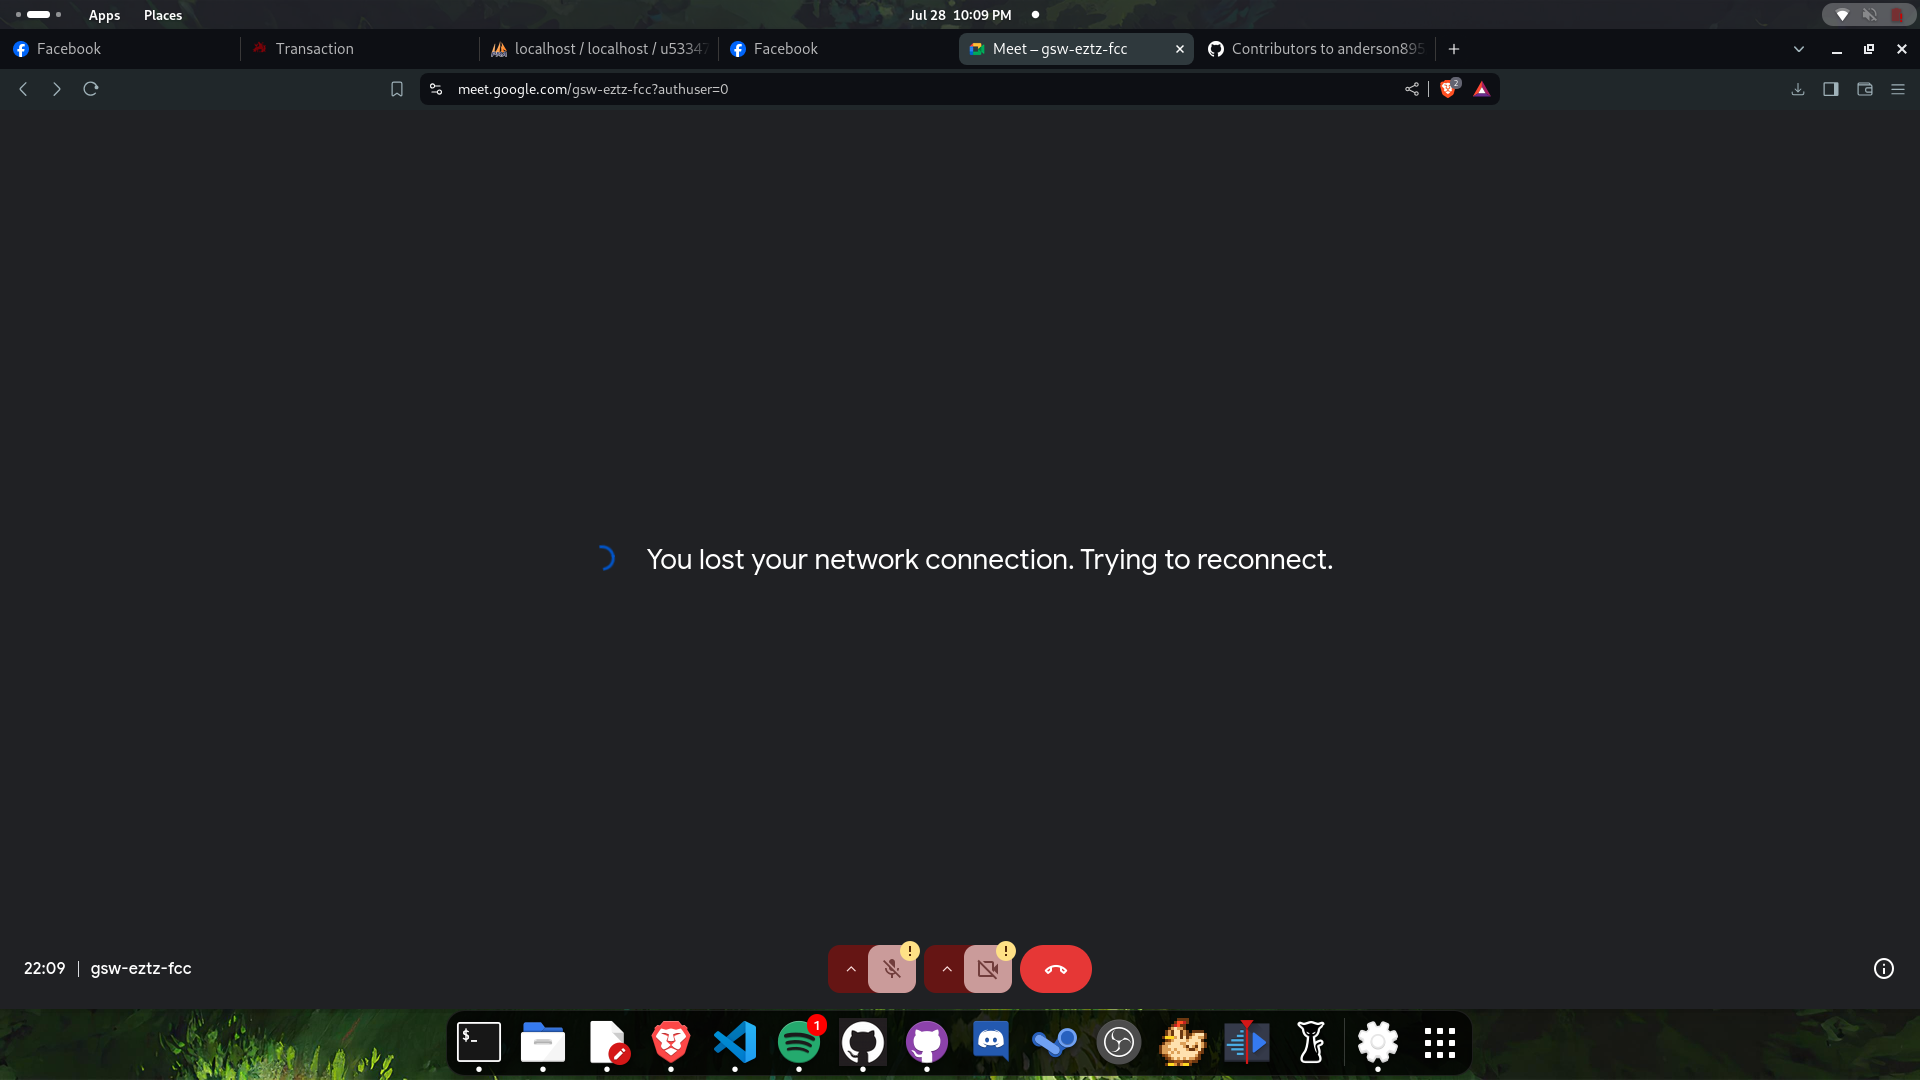 Apps Places Jul 28 10:09 PM
Facebook Transaction localhost / localhost / u53347 Facebook Meet – gsw-eztz-fcc Contributors to anderson895
meet.google.com/gsw-eztz-fcc?authuser=0 2
You lost your network connection. Trying to reconnect.
! !
22:09 | gsw-eztz-fcc
$-
1